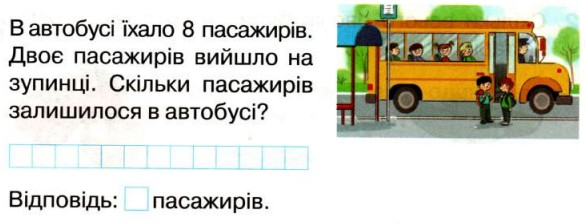 В автобусі їхало 8 пасажирів.
Двоє пасажирів вийшло на
зупинці. Скільки пасажирів
залишилося в автобусі?
Відповідь: пасажирів.